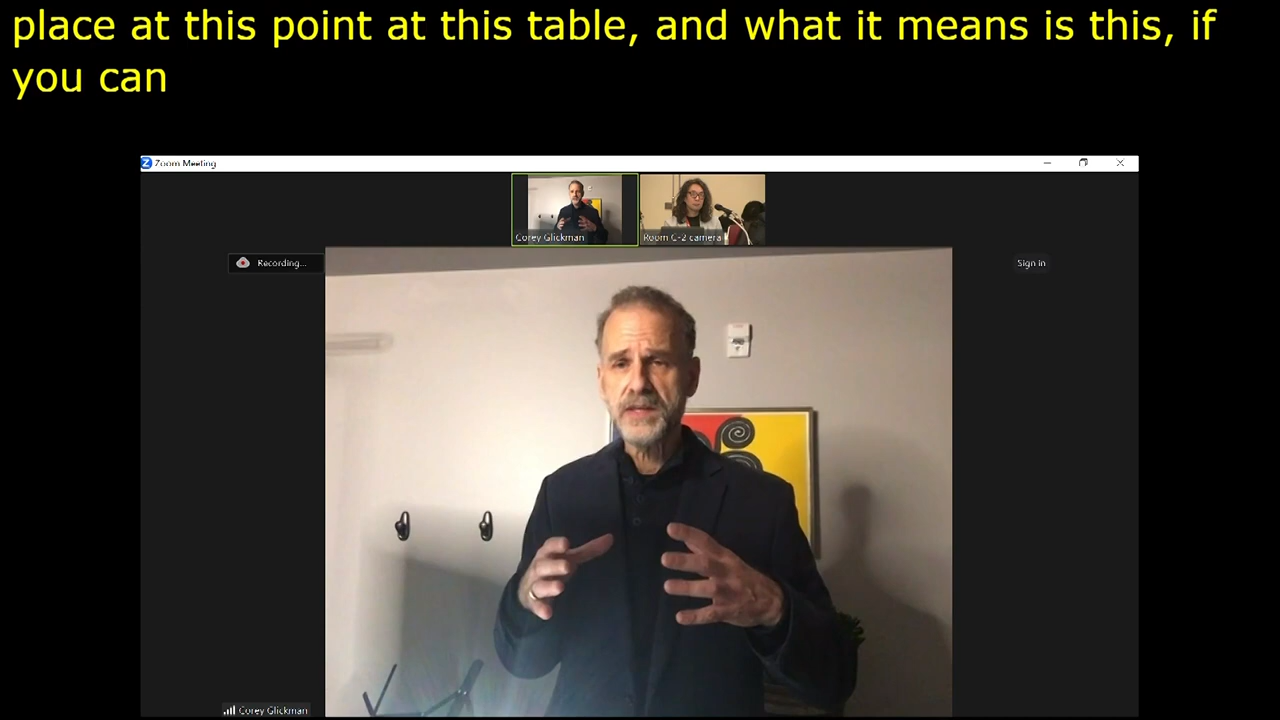 place at this point at this table, and what it means is this, if
you can
Zoom Meeting
Corey Glickman
Room C-2 camera
Recording...
Sign in
Corey Glickman